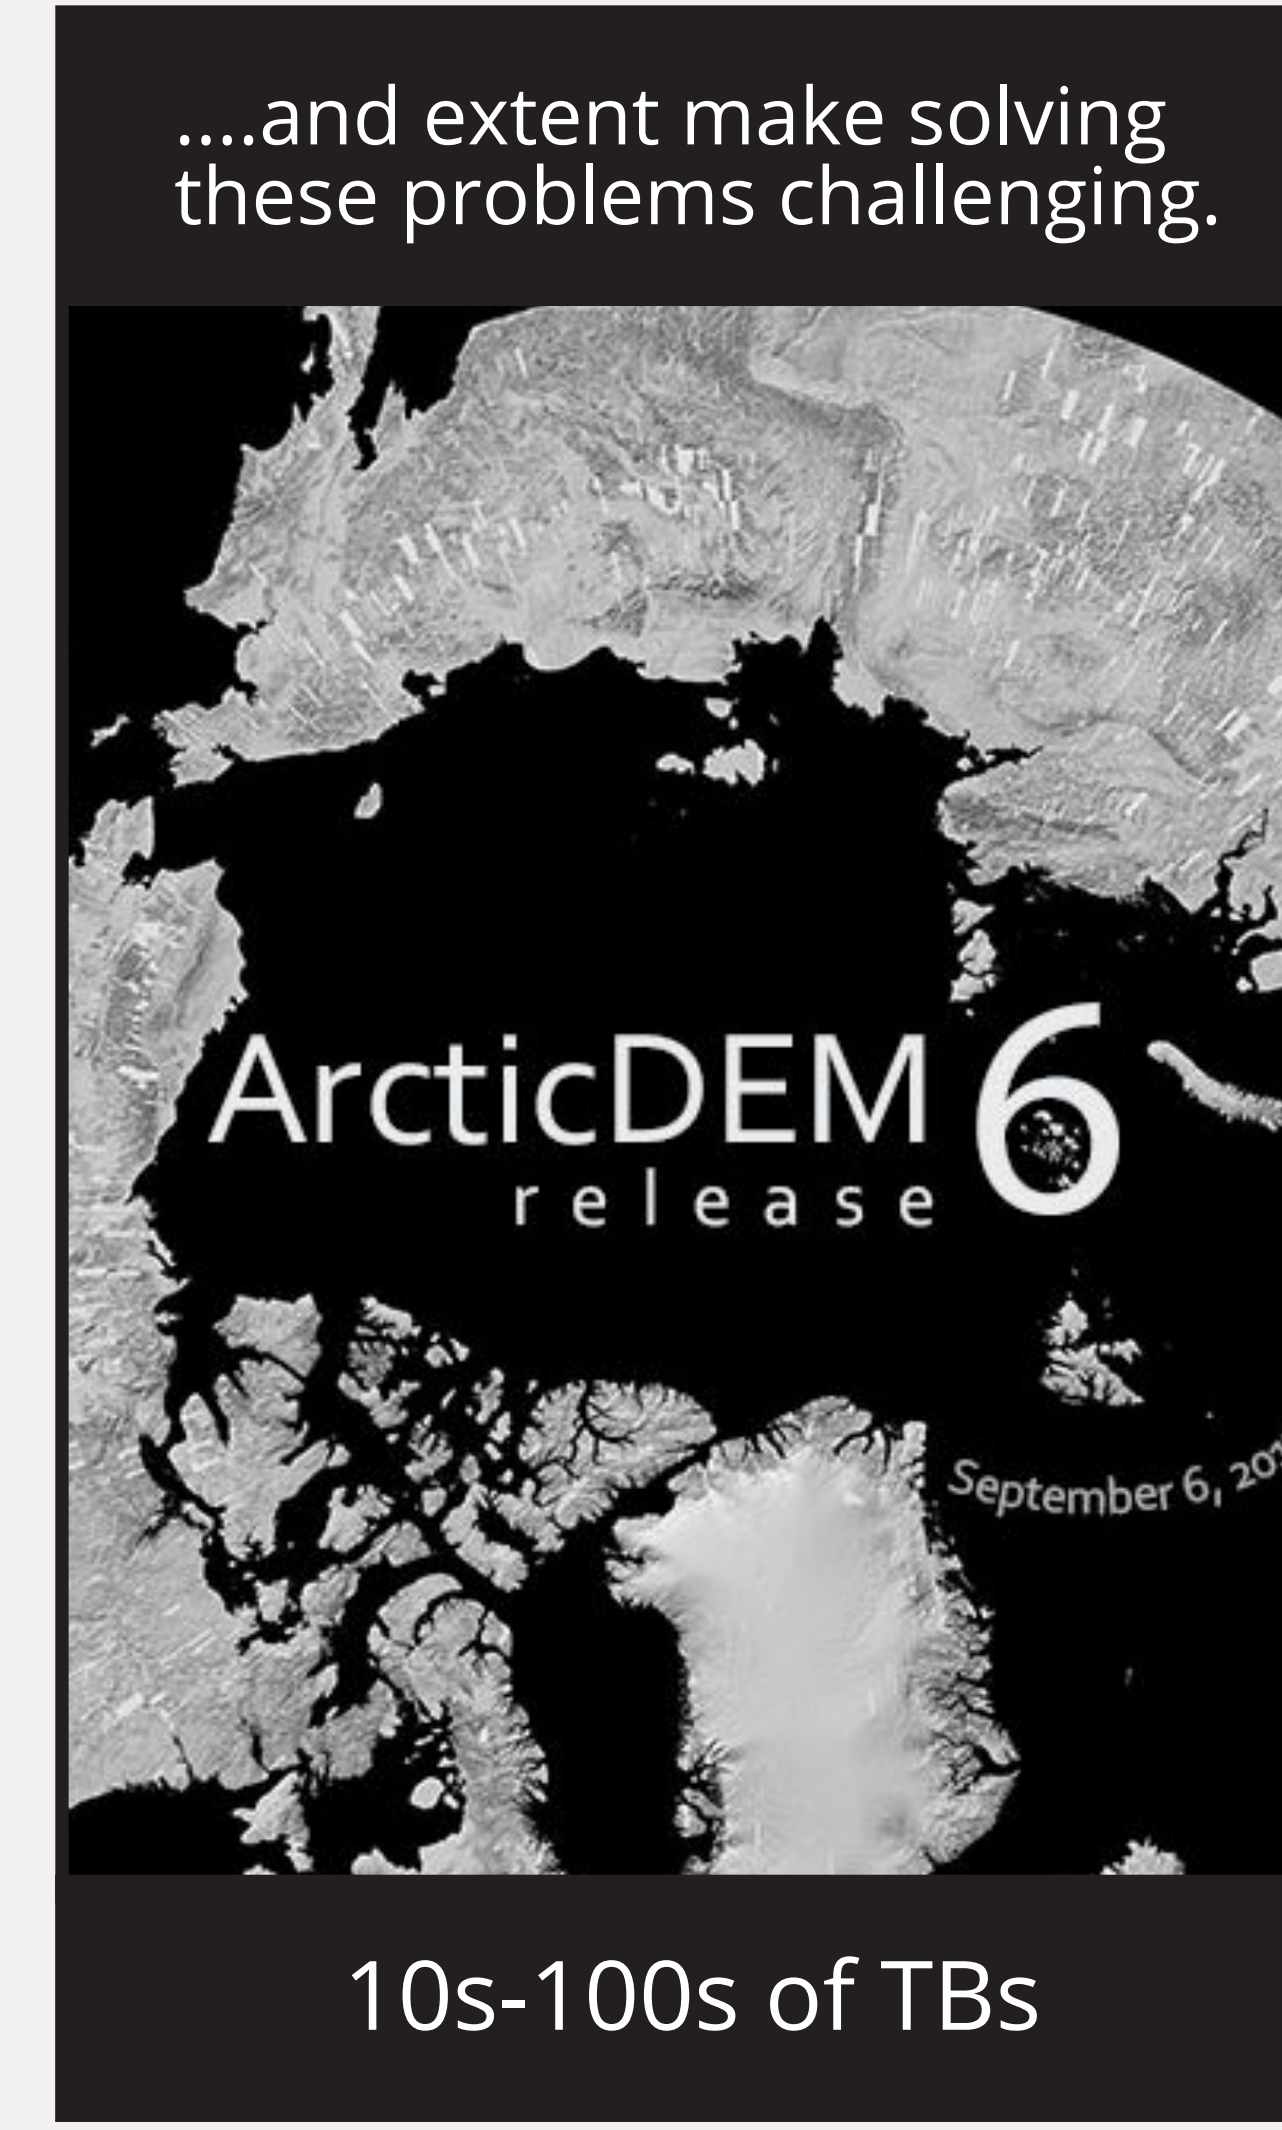 ....and extent make solving
these problems challenging.
ArcticDEM 6
release
September 6,
10s-100s of TBs